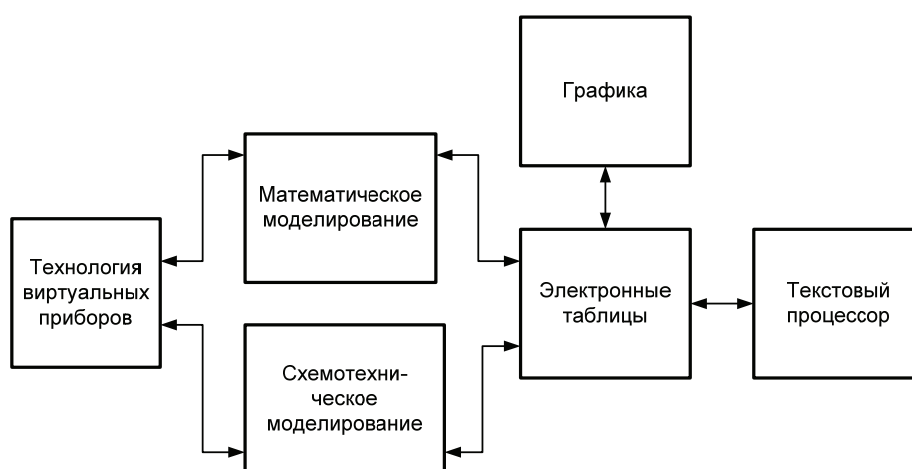 Графика
Математическое
моделирование
Технология
виртуальных
приборов
Электронные
таблицы
Текстовый
процессор
Схемотехни-
ческое
моделирование